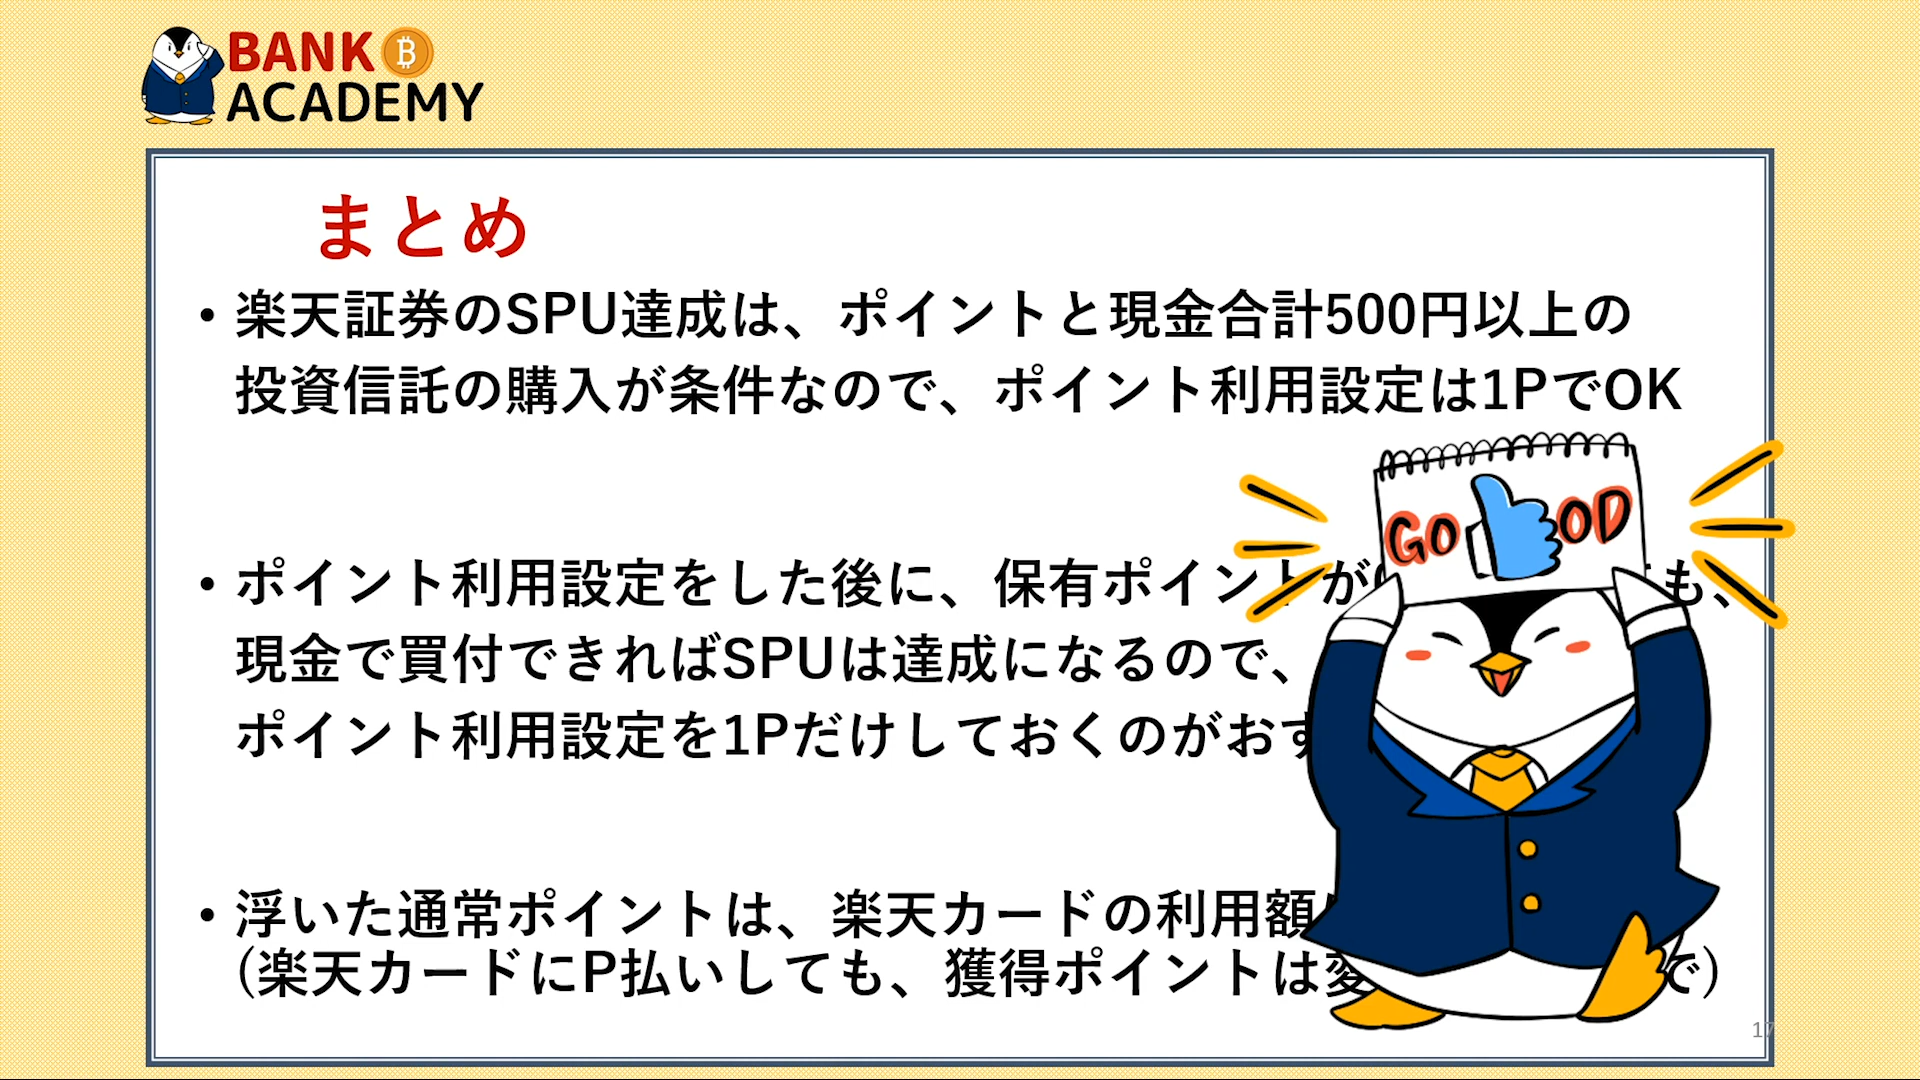 BANK
ACADEMY
まとめ
・楽天証券のSPU達成は、ポイントと現金合計500円以上の
投資信託の購入が条件なので、ポイント利用設定は1PでOK
GO OD
・ポイント利用設定をした後に、保有ポイントが も、
現金で買付できればSPUは達成になるので、
ポイント利用設定を1Pだけしておくのがおす
・浮いた通常ポイントは、楽天カードの利用額
(楽天カードにP払いしても、獲得ポイントは変 で)
17